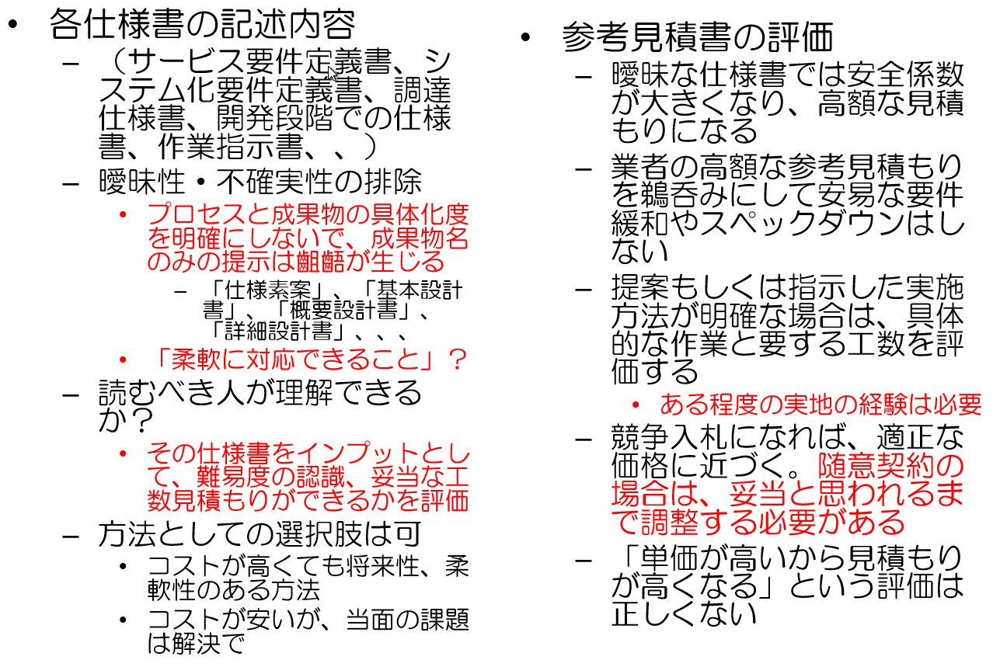 • 各仕様書の記述内容
– （サービス要件定義書、シ
ステム化要件定義書、調達
仕様書、開発段階での仕様
書、作業指示書、、）
– 曖昧性・不確実性の排除
• プロセスと成果物の具体化度
を明確にしないで、成果物名
のみの提示は齟齬が生じる
– 「仕様素案」、「基本設計
書」、「概要設計書」、
「詳細設計書」、、、
• 「柔軟に対応できること」？
– 読むべき人が理解できる
か？
• その仕様書をインプットとし
て、難易度の認識、妥当な工
数見積もりができるかを評価
– 方法としての選択肢は可
• コストが高くても将来性、柔
軟性のある方法
• コストが安いが、当面の課題
は解決で
• 参考見積書の評価
– 曖昧な仕様書では安全係数
が大きくなり、高額な見積
もりになる
– 業者の高額な参考見積もり
を鵜呑みにして安易な要件
緩和やスペックダウンはし
ない
– 提案もしくは指示した実施
方法が明確な場合は、具体
的な作業と要する工数を評
価する
• ある程度の実地の経験は必要
– 競争入札になれば、適正な
価格に近づく。随意契約の
場合は、妥当と思われるま
で調整する必要がある
– 「単価が高いから見積もり
が高くなる」という評価は
正しくない